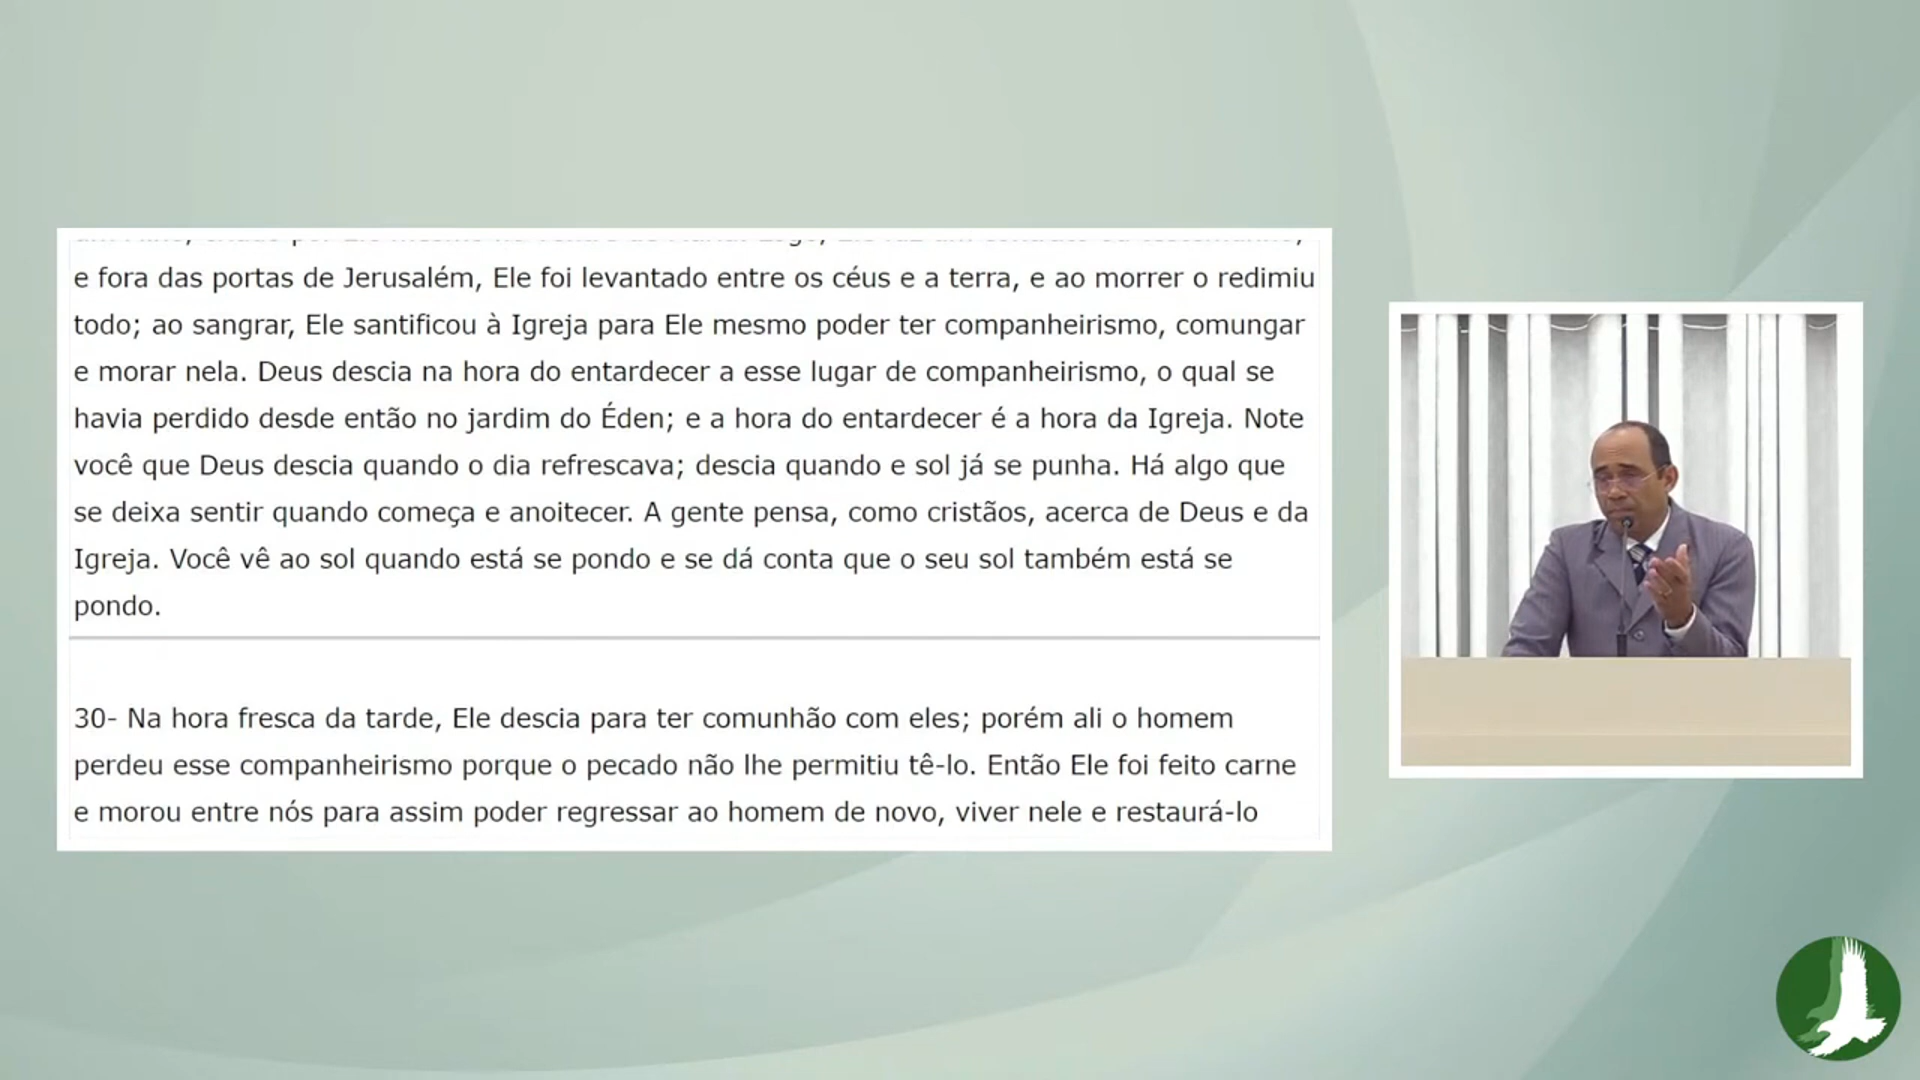 e fora das portas de Jerusalém, Ele foi levantado entre os céus e a terra, e ao morrer o redimiu
todo; ao sangrar, Ele santificou à Igreja para Ele mesmo poder ter companheirismo, comungar
e morar nela. Deus descia na hora do entardecer a esse lugar de companheirismo, o qual se
havia perdido desde então no jardim do Éden; e a hora do entardecer é a hora da Igreja. Note
você que Deus descia quando o dia refrescava; descia quando e sol já se punha. Há algo que
se deixa sentir quando começa e anoitecer. A gente pensa, como cristãos, acerca de Deus e da
Igreja. Você vê ao sol quando está se pondo e se dá conta que o seu sol também está se
pondo.
30- Na hora fresca da tarde, Ele descia para ter comunhão com eles; porém ali o homem
perdeu esse companheirismo porque o pecado não lhe permitiu tê-lo. Então Ele foi feito carne
e morou entre nós para assim poder regressar ao homem de novo, viver nele e restaurá-lo